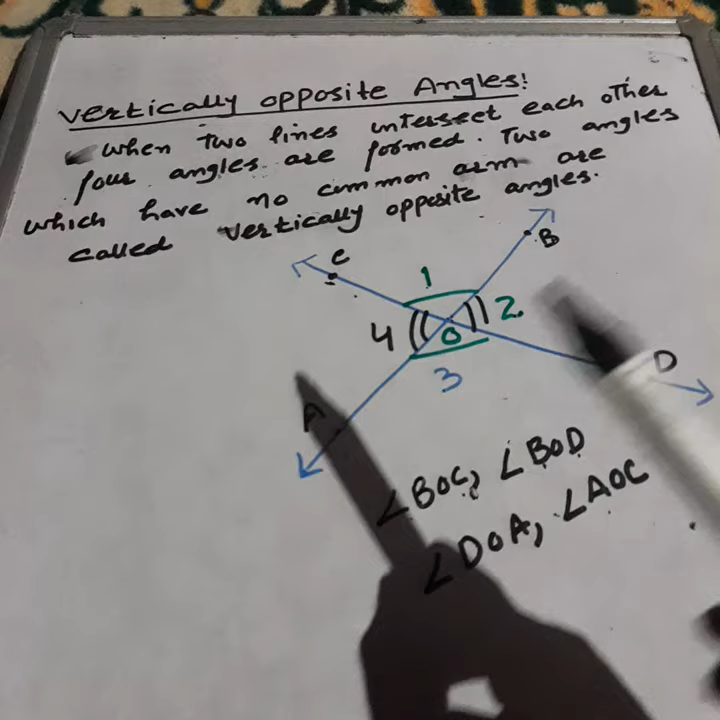 Vertically opposite Angles!
when two lines intersect each other
four angles are formed. Two angles
which have no common arm are
called vertically opposite angles.
C
B
1
4
2.
O
3
D
A
∠BOC, ∠BOD
∠DOA, ∠AOC